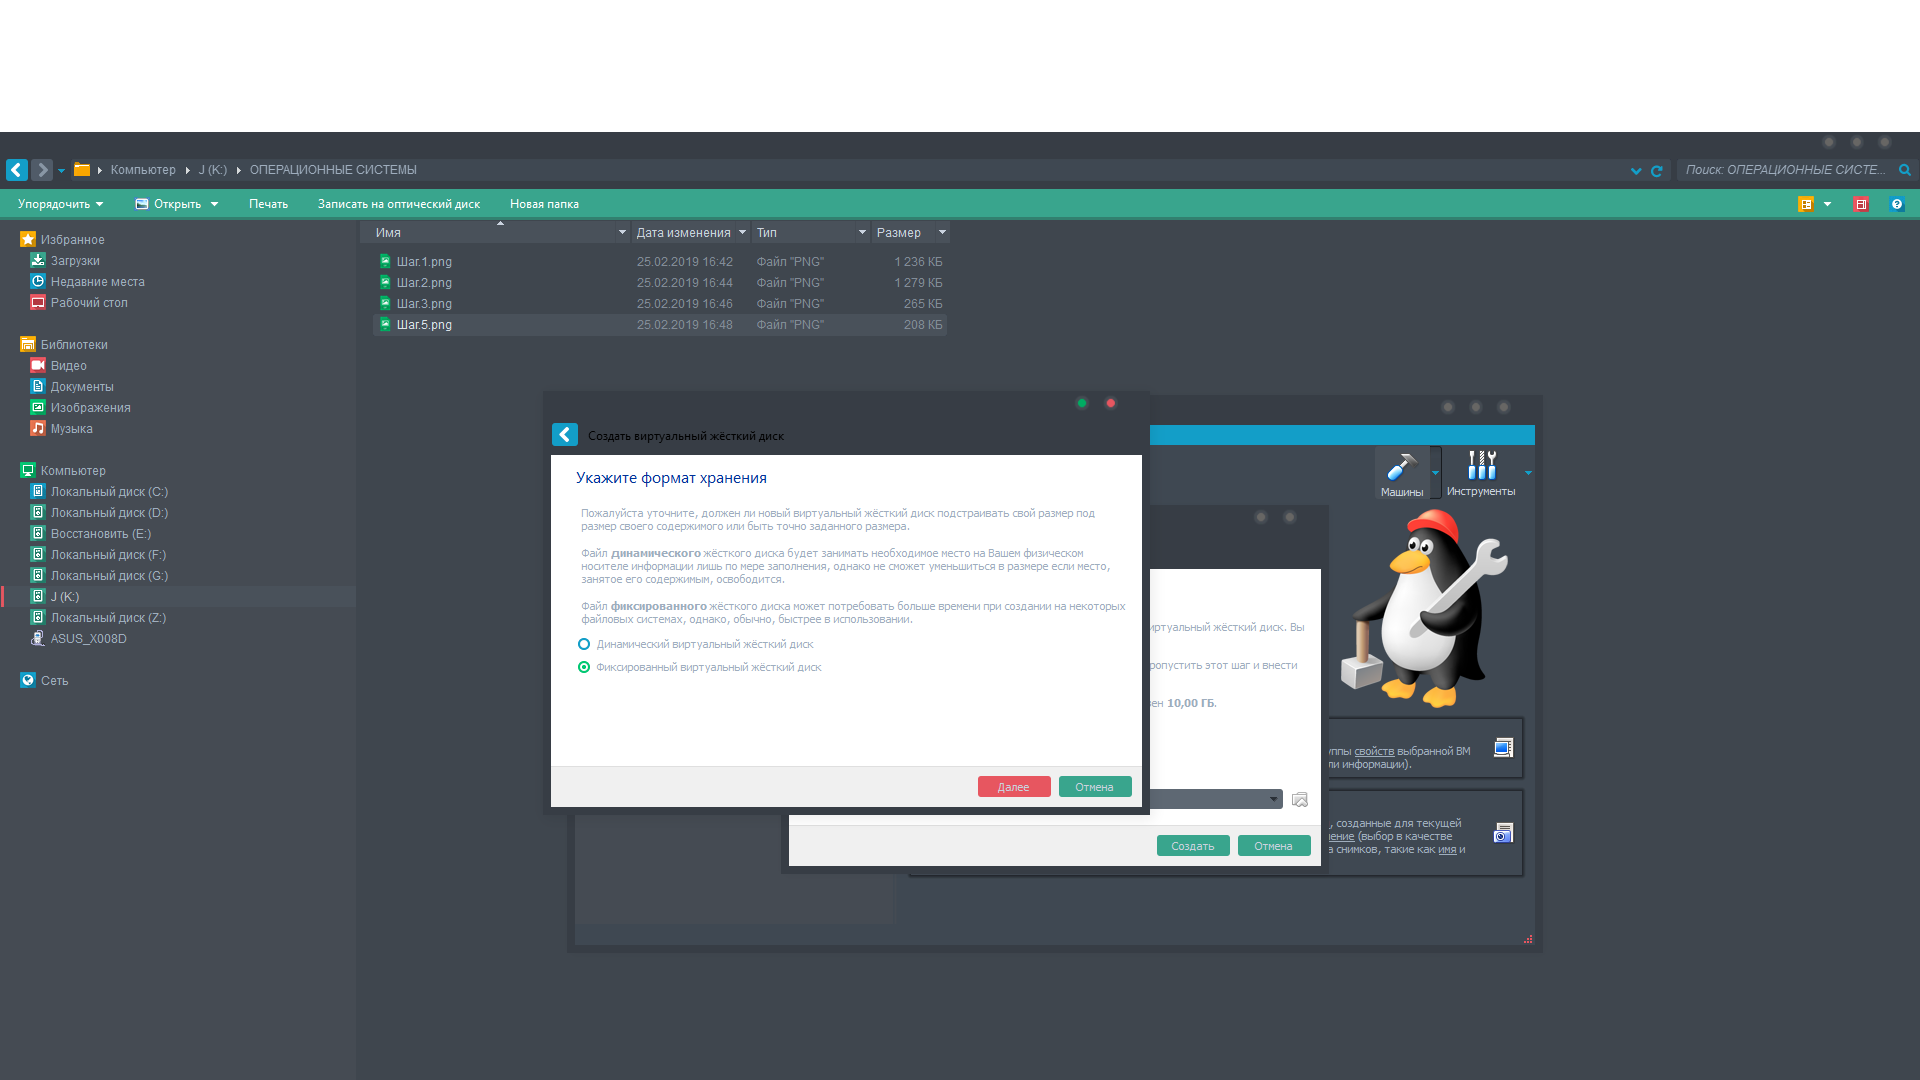 Компьютер
J (K:)
ОПЕРАЦИОННЫЕ СИСТЕМЫ
Поиск: ОПЕРАЦИОННЫЕ СИСТЕ...
Упорядочить
Открыть
Печать
Записать на оптический диск
Новая папка
Избранное
Загрузки
Недавние места
Рабочий стол
Библиотеки
Видео
Документы
Изображения
Музыка
Компьютер
Локальный диск (C:)
Локальный диск (D:)
Восстановить (E:)
Локальный диск (F:)
Локальный диск (G:)
J (K:)
Локальный диск (Z:)
ASUS_X008D
Сеть
Имя Дата изменения Тип Размер
Шаг.1.png 25.02.2019 16:42 Файл "PNG" 1 236 КБ
Шаг.2.png 25.02.2019 16:44 Файл "PNG" 1 279 КБ
Шаг.3.png 25.02.2019 16:46 Файл "PNG" 265 КБ
Шаг.5.png 25.02.2019 16:48 Файл "PNG" 208 КБ
Создать виртуальный жёсткий диск
Укажите формат хранения
Пожалуйста уточните, должен ли новый виртуальный жёсткий диск подстраивать свой размер под
размер своего содержимого или быть точно заданного размера.
Файл динамического жёсткого диска будет занимать необходимое место на Вашем физическом
носителе информации лишь по мере заполнения, однако не сможет уменьшиться в размере если место,
занятое его содержимым, освободится.
Файл фиксированного жёсткого диска может потребовать больше времени при создании на некоторых
файловых системах, однако, обычно, быстрее в использовании.
Динамический виртуальный жёсткий диск
Фиксированный виртуальный жёсткий диск
Далее
Отмена
Машины
Инструменты
иртуальный жёсткий диск. Вы
ропустить этот шаг и внести
вен 10,00 ГБ.
Создать
Отмена
уппы свойств выбранной ВМ
ли информации).
, созданные для текущей
ление (выбор в качестве
а снимков, такие как имя и